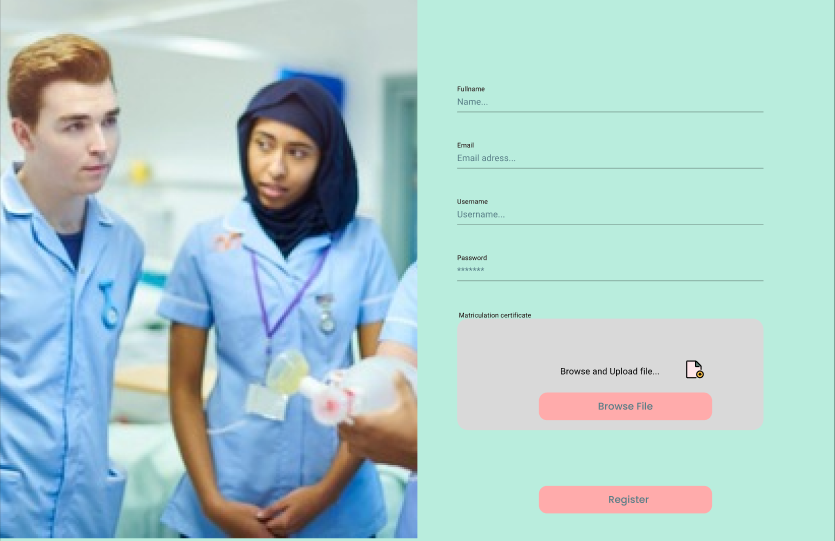 Fullname
Name...
Email
Email adress...
Username
Username...
Password
*******
Matriculation certificate
Browse and Upload file...
Browse File
Register